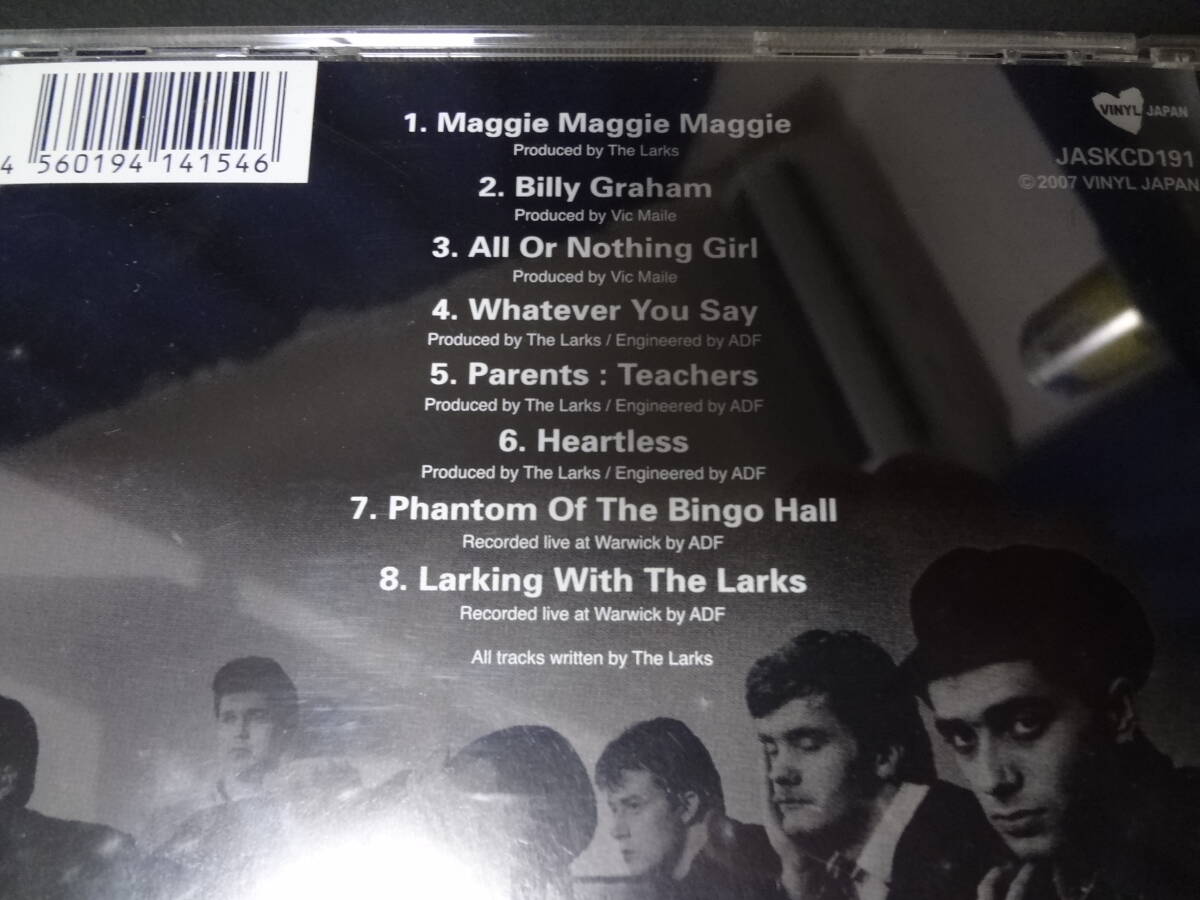 4 560194 141546
VINYL JAPAN
JASKCD191
©2007 VINYL JAPAN
1. Maggie Maggie Maggie
Produced by The Larks
2. Billy Graham
Produced by Vic Maile
3. All Or Nothing Girl
Produced by Vic Maile
4. Whatever You Say
Produced by The Larks / Engineered by ADF
5. Parents : Teachers
Produced by The Larks / Engineered by ADF
6. Heartless
Produced by The Larks / Engineered by ADF
7. Phantom Of The Bingo Hall
Recorded live at Warwick by ADF
8. Larking With The Larks
Recorded live at Warwick by ADF
All tracks written by The Larks